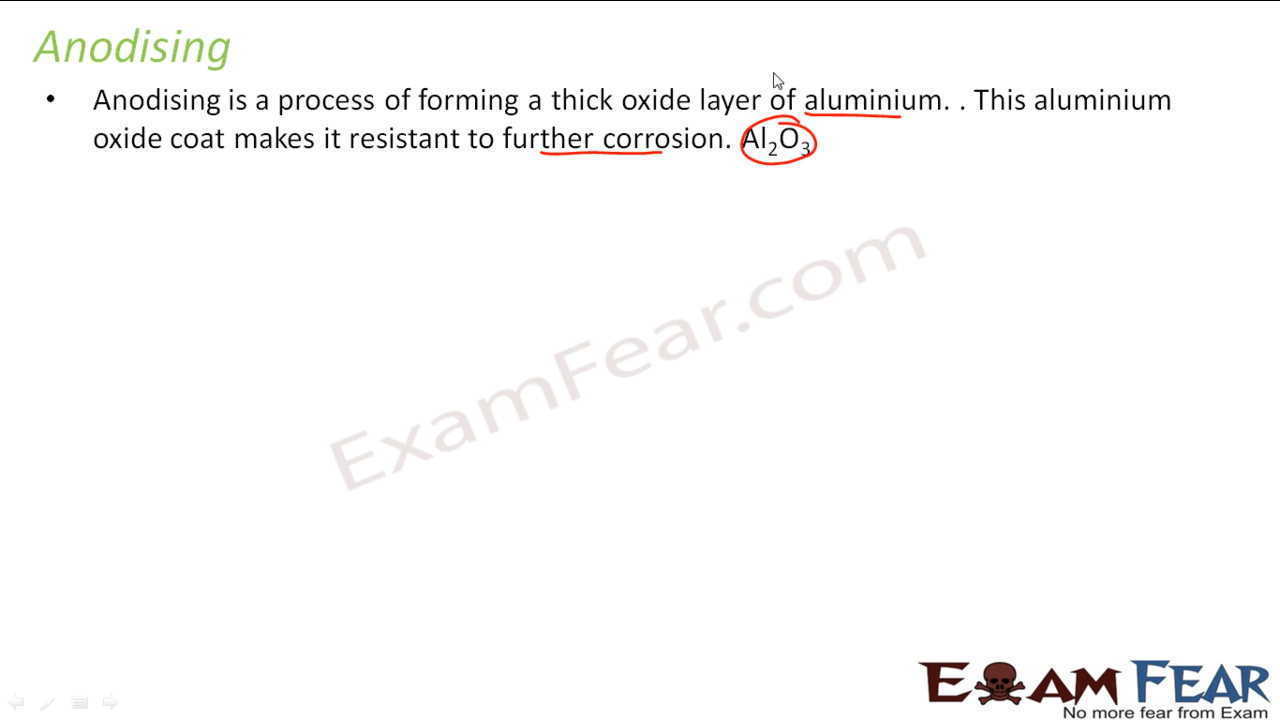 Anodising
• Anodising is a process of forming a thick oxide layer of aluminium. . This aluminium
oxide coat makes it resistant to further corrosion. Al₂O₃
ExamFear.com
EXAM FEAR
No more fear from Exam